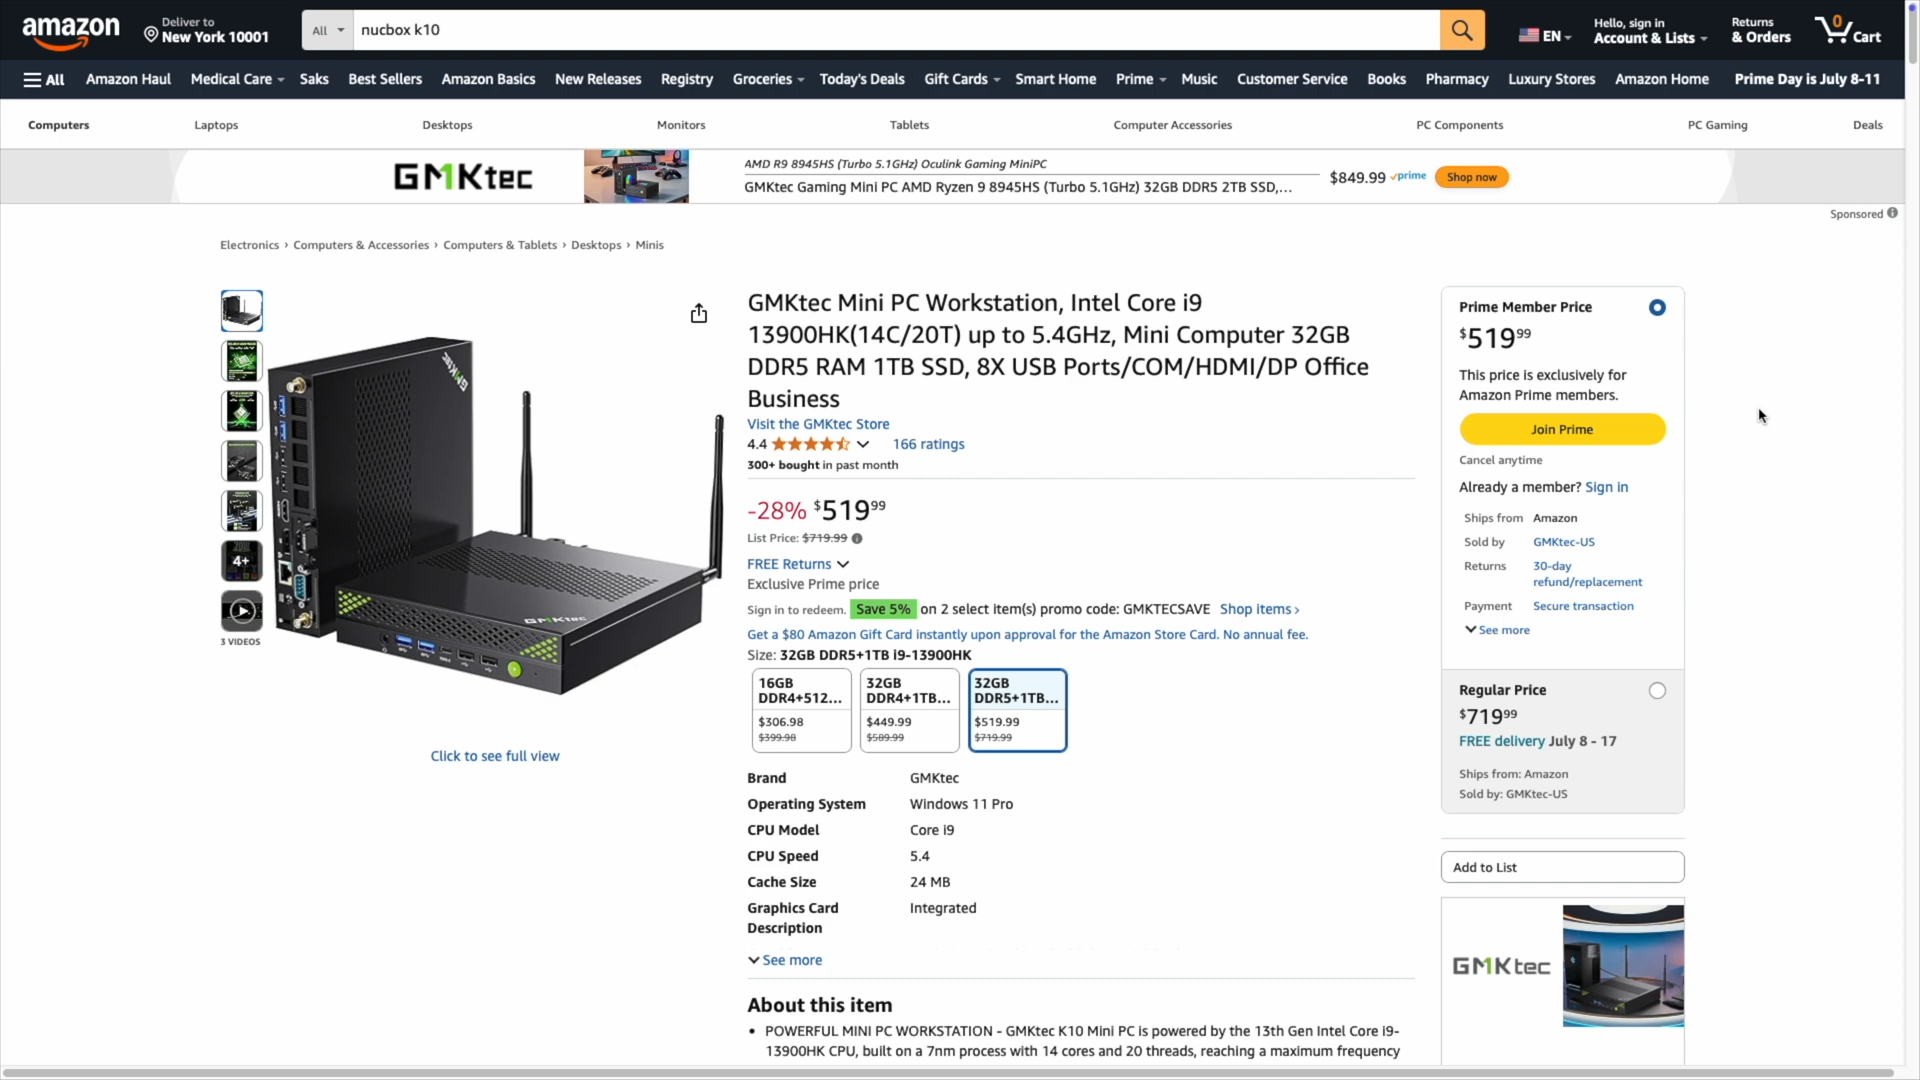 amazon
Deliver to
New York 10001
All
nucbox k10
EN
Hello, sign in
Account & Lists
Returns
& Orders
0
Cart
All
Amazon Haul
Medical Care
Saks
Best Sellers
Amazon Basics
New Releases
Registry
Groceries
Today's Deals
Gift Cards
Smart Home
Prime
Music
Customer Service
Books
Pharmacy
Luxury Stores
Amazon Home
Prime Day is July 8-11
Computers
Laptops
Desktops
Monitors
Tablets
Computer Accessories
PC Components
PC Gaming
Deals
GMKtec
AMD R9 8945HS (Turbo 5.1GHz) Oculink Gaming MiniPC
GMKtec Gaming Mini PC AMD Ryzen 9 8945HS (Turbo 5.1GHz) 32GB DDR5 2TB SSD,...
$849.99 prime
Shop now
Sponsored
Electronics › Computers & Accessories › Computers & Tablets › Desktops › Minis
4+
3 VIDEOS
GMKtec
GMKtec
Click to see full view
GMKtec Mini PC Workstation, Intel Core i9
13900HK(14C/20T) up to 5.4GHz, Mini Computer 32GB
DDR5 RAM 1TB SSD, 8X USB Ports/COM/HDMI/DP Office
Business
Visit the GMKtec Store
4.4
166 ratings
300+ bought in past month
-28% $519 99
List Price: $719.99
FREE Returns
Exclusive Prime price
Sign in to redeem. Save 5% on 2 select item(s) promo code: GMKTECSAVE Shop items ›
Get a $80 Amazon Gift Card instantly upon approval for the Amazon Store Card. No annual fee.
Size: 32GB DDR5+1TB i9-13900HK
16GB
DDR4+512...
$306.98
$399.98
32GB
DDR4+1TB...
$449.99
$589.99
32GB
DDR5+1TB...
$519.99
$719.99
Brand GMKtec
Operating System Windows 11 Pro
CPU Model Core i9
CPU Speed 5.4
Cache Size 24 MB
Graphics Card Integrated
Description
See more
About this item
• POWERFUL MINI PC WORKSTATION - GMKtec K10 Mini PC is powered by the 13th Gen Intel Core i9-
13900HK CPU, built on a 7nm process with 14 cores and 20 threads, reaching a maximum frequency
Prime Member Price
$519 99
This price is exclusively for
Amazon Prime members.
Join Prime
Cancel anytime
Already a member? Sign in
Ships from Amazon
Sold by GMKtec-US
Returns 30-day
refund/replacement
Payment Secure transaction
See more
Regular Price
$719 99
FREE delivery July 8 - 17
Ships from: Amazon
Sold by: GMKtec-US
Add to List
GMKtec